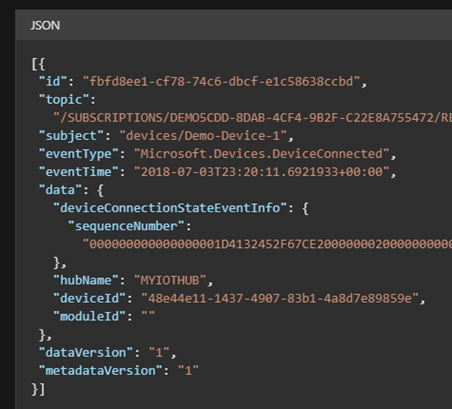 JSON
[{
"id": "fbfd8ee1-cf78-74c6-dbcf-e1c58638ccbd",
"topic":
"/SUBSCRIPTIONS/DEMO5CDD-8DAB-4CF4-9B2F-C22E8A755472/RE
"subject": "devices/Demo-Device-1",
"eventType": "Microsoft.Devices.DeviceConnected",
"eventTime": "2018-07-03T23:20:11.6921933+00:00",
"data": {
"deviceConnectionStateEventInfo": {
"sequenceNumber":
"000000000000000001D4132452F67CE200000002000000000
},
"hubName": "MYIOTHUB",
"deviceId": "48e44e11-1437-4907-83b1-4a8d7e89859e",
"moduleId": ""
},
"dataVersion": "1",
"metadataVersion": "1"
}]